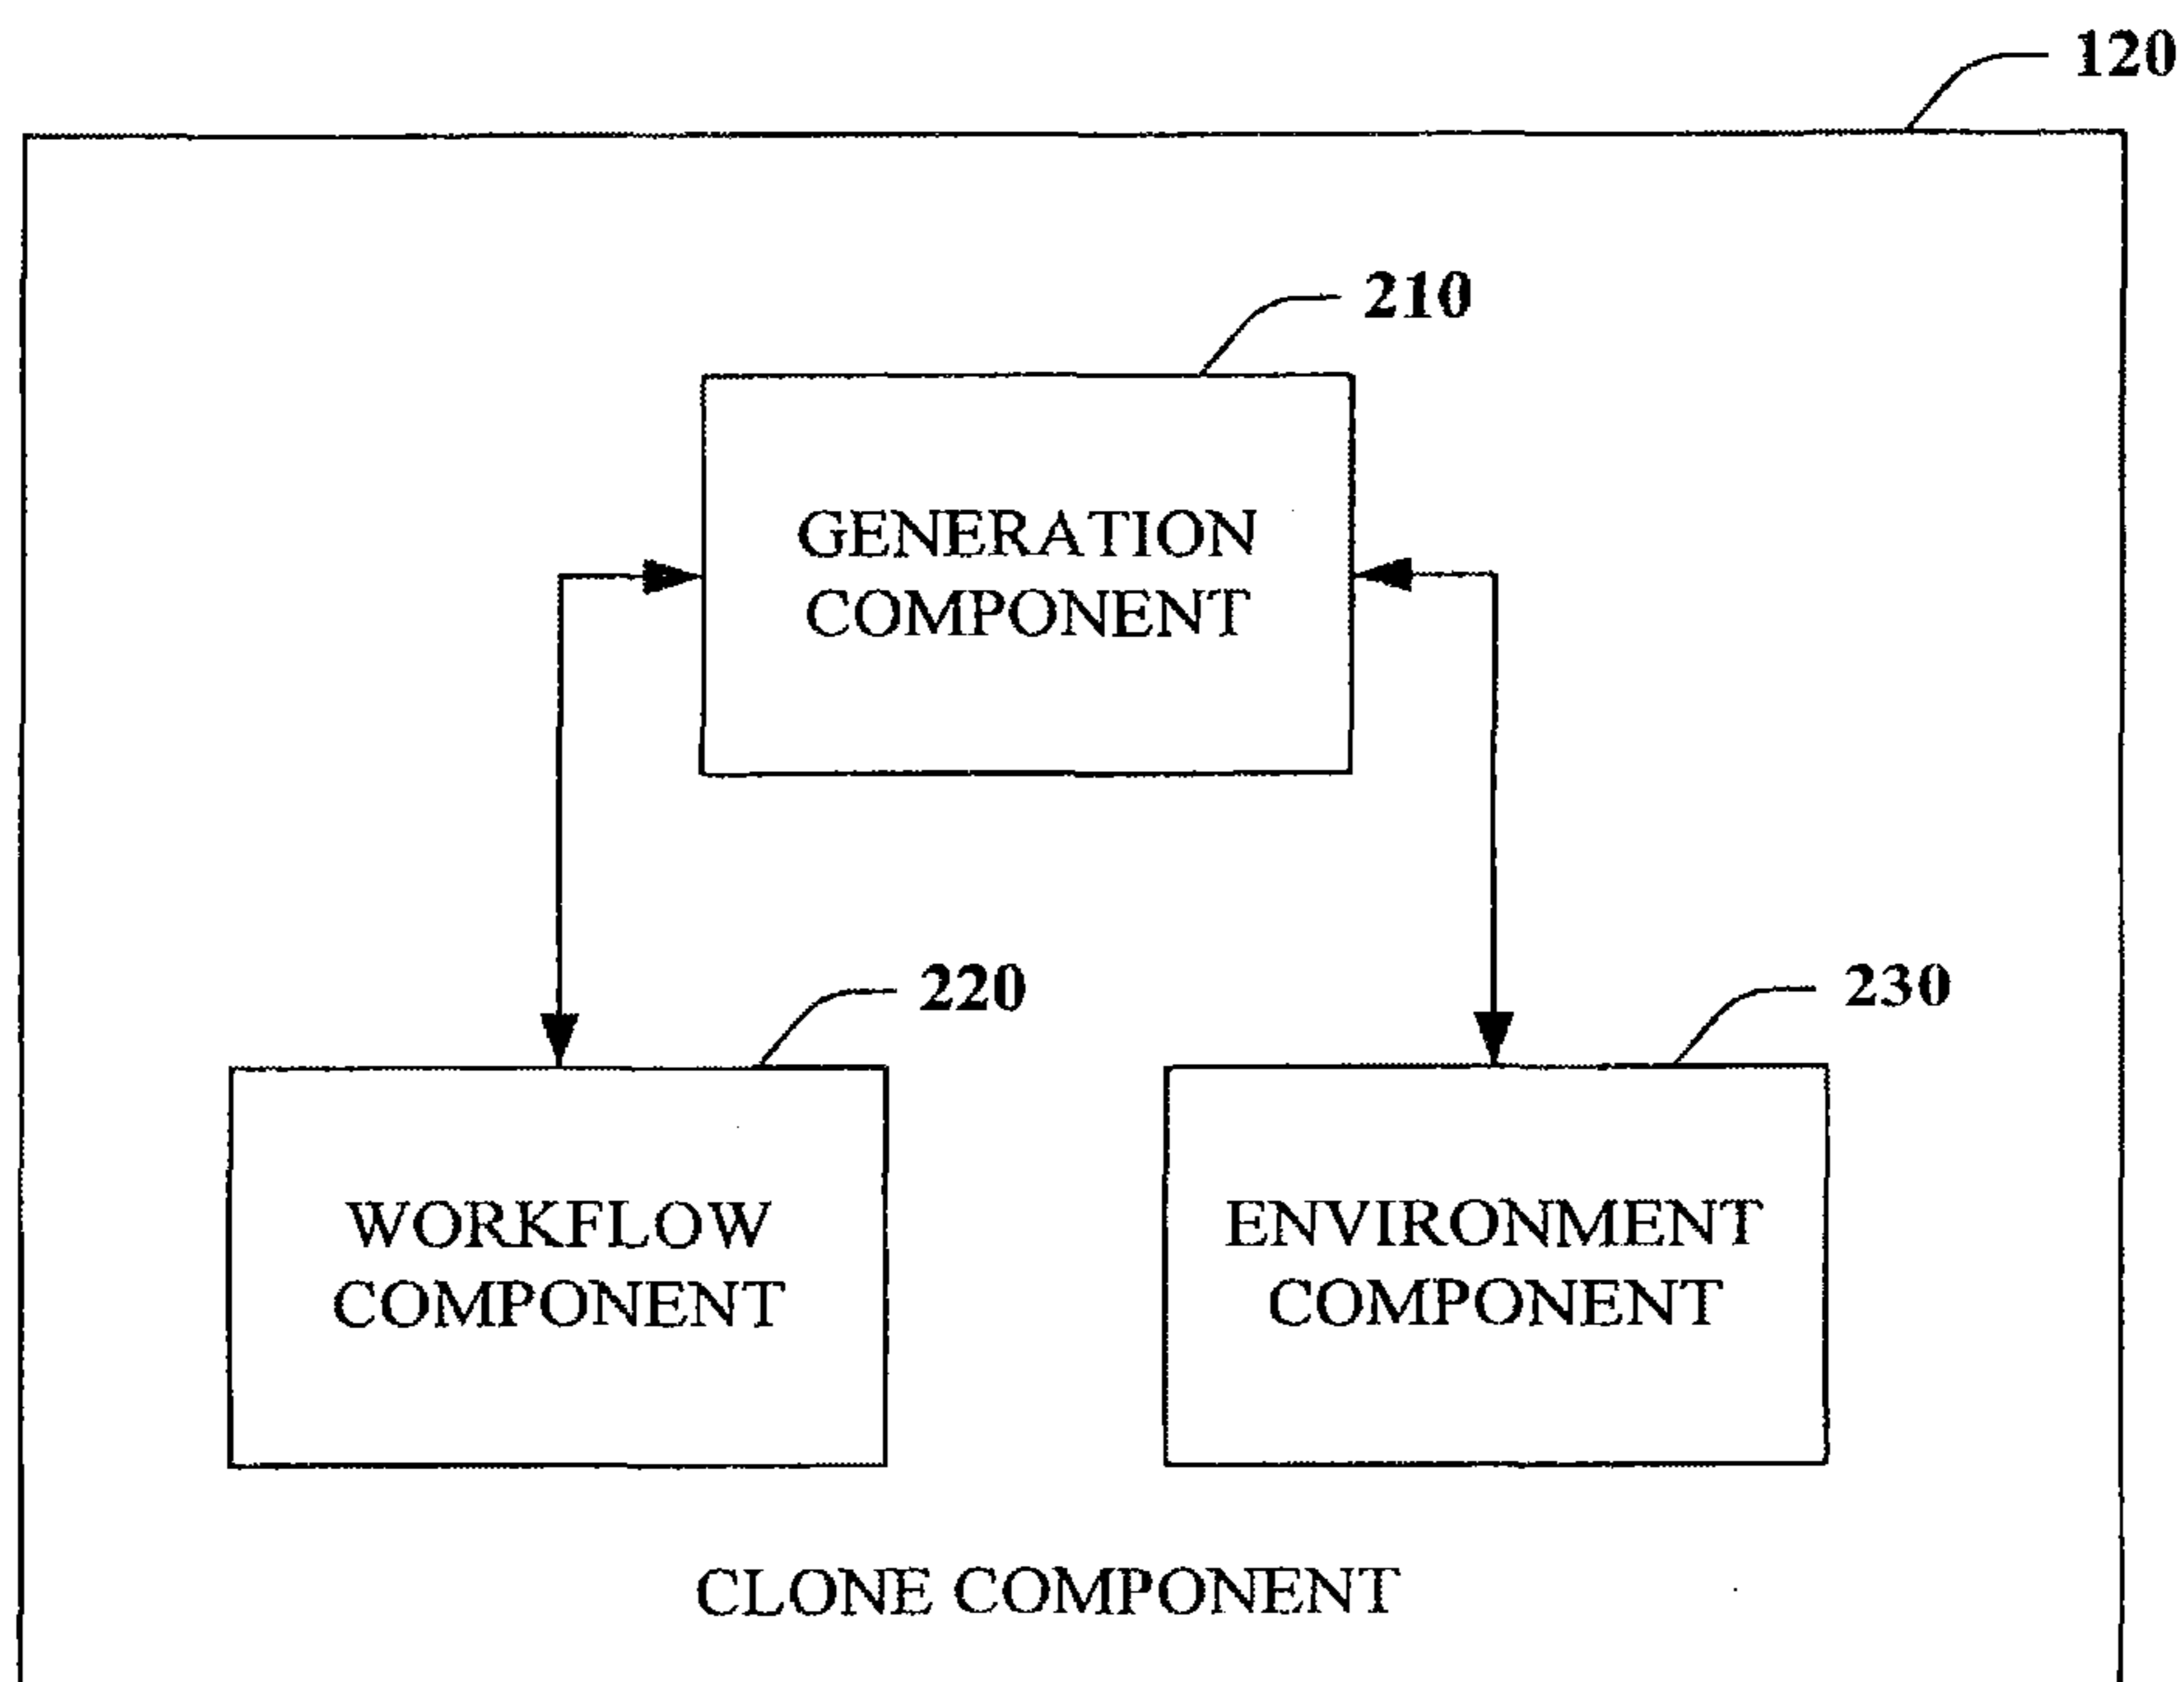 120
210
GENERATION
COMPONENT
220
230
WORKFLOW
COMPONENT
ENVIRONMENT
COMPONENT
CLONE COMPONENT